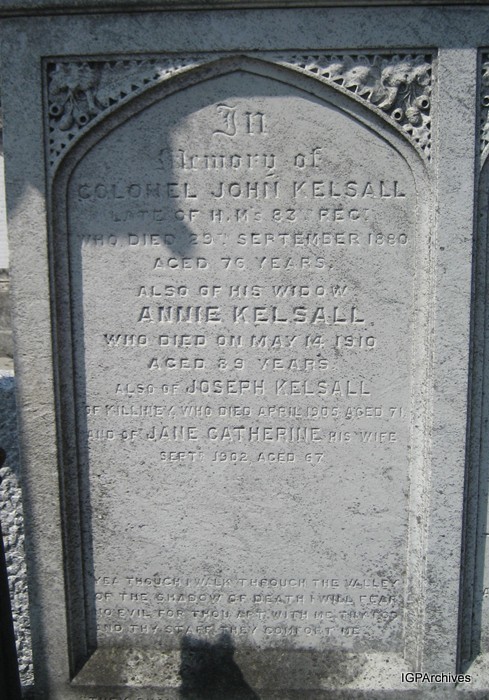 In
Memory of
COLONEL JOHN KELSALL
LATE OF H.Ms 83RD REGT
WHO DIED 29TH SEPTEMBER 1880
AGED 76 YEARS.
ALSO OF HIS WIDOW
ANNIE KELSALL
WHO DIED ON MAY 14 1910
AGED 89 YEARS
ALSO OF JOSEPH KELSALL
OF KILLINEY, WHO DIED APRIL 1905 AGED 71
AND OF JANE CATHERINE HIS WIFE
SEPTR 1902 AGED 67
YEA THOUGH I WALK THROUGH THE VALLEY
OF THE SHADOW OF DEATH I WILL FEAR
NO EVIL FOR THOU ART WITH ME THY ROD
AND THY STAFF THEY COMFORT ME
IGPArchives